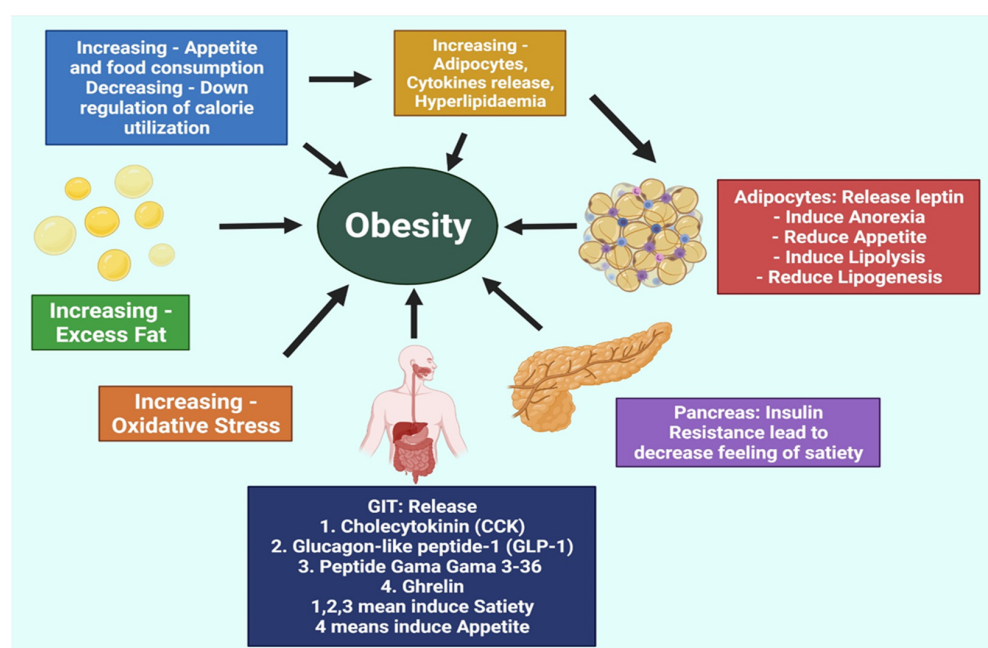 Increasing - Appetite
and food consumption
Decreasing - Down
regulation of calorie
utilization
Increasing -
Adipocytes,
Cytokines release,
Hyperlipidaemia
Obesity
Adipocytes: Release leptin
- Induce Anorexia
- Reduce Appetite
- Induce Lipolysis
- Reduce Lipogenesis
Increasing -
Excess Fat
Increasing -
Oxidative Stress
Pancreas: Insulin
Resistance lead to
decrease feeling of satiety
GIT: Release
1. Cholecytokinin (CCK)
2. Glucagon-like peptide-1 (GLP-1)
3. Peptide Gama Gama 3-36
4. Ghrelin
1,2,3 mean induce Satiety
4 means induce Appetite